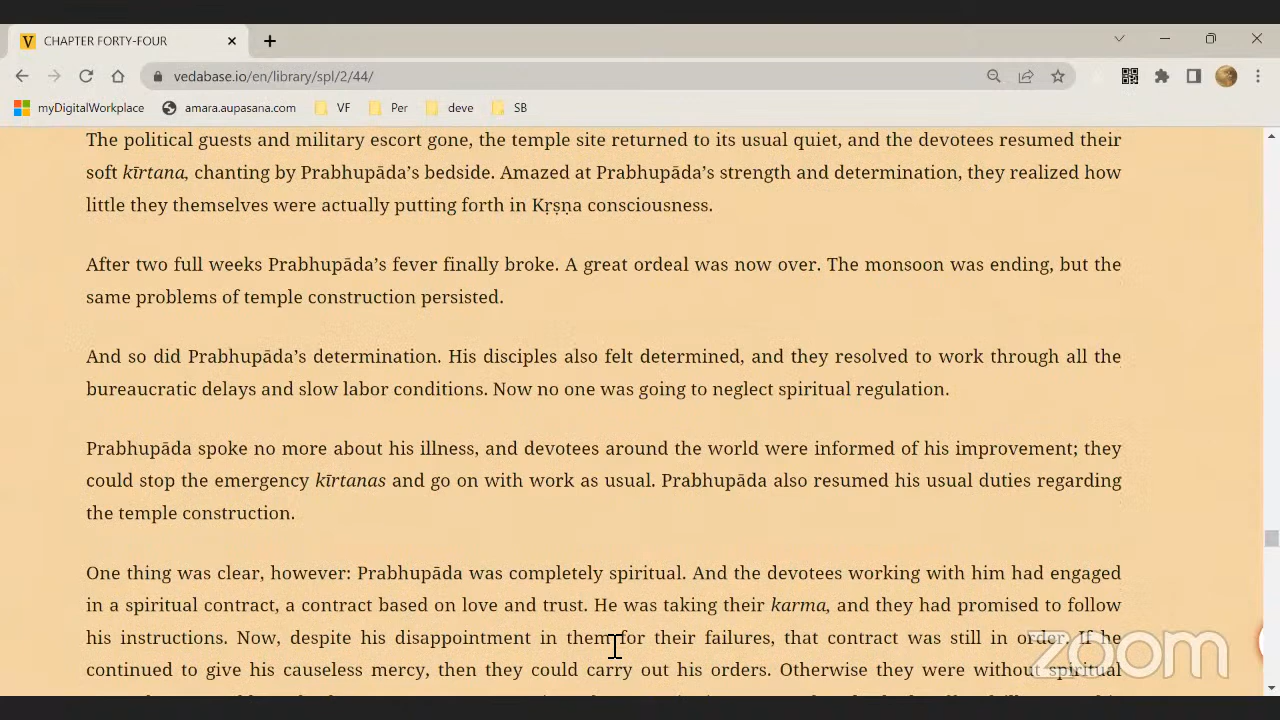 CHAPTER FORTY-FOUR
vedabase.io/en/library/spl/2/44/
myDigitalWorkplace amara.aupasana.com VF Per deve SB
The political guests and military escort gone, the temple site returned to its usual quiet, and the devotees resumed their
soft kīrtana, chanting by Prabhupāda’s bedside. Amazed at Prabhupāda’s strength and determination, they realized how
little they themselves were actually putting forth in Kṛṣṇa consciousness.
After two full weeks Prabhupāda’s fever finally broke. A great ordeal was now over. The monsoon was ending, but the
same problems of temple construction persisted.
And so did Prabhupāda’s determination. His disciples also felt determined, and they resolved to work through all the
bureaucratic delays and slow labor conditions. Now no one was going to neglect spiritual regulation.
Prabhupāda spoke no more about his illness, and devotees around the world were informed of his improvement; they
could stop the emergency kīrtanas and go on with work as usual. Prabhupāda also resumed his usual duties regarding
the temple construction.
One thing was clear, however: Prabhupāda was completely spiritual. And the devotees working with him had engaged
in a spiritual contract, a contract based on love and trust. He was taking their karma, and they had promised to follow
his instructions. Now, despite his disappointment in them for their failures, that contract was still in order. If he
continued to give his causeless mercy, then they could carry out his orders. Otherwise they were without spiritual
zoom